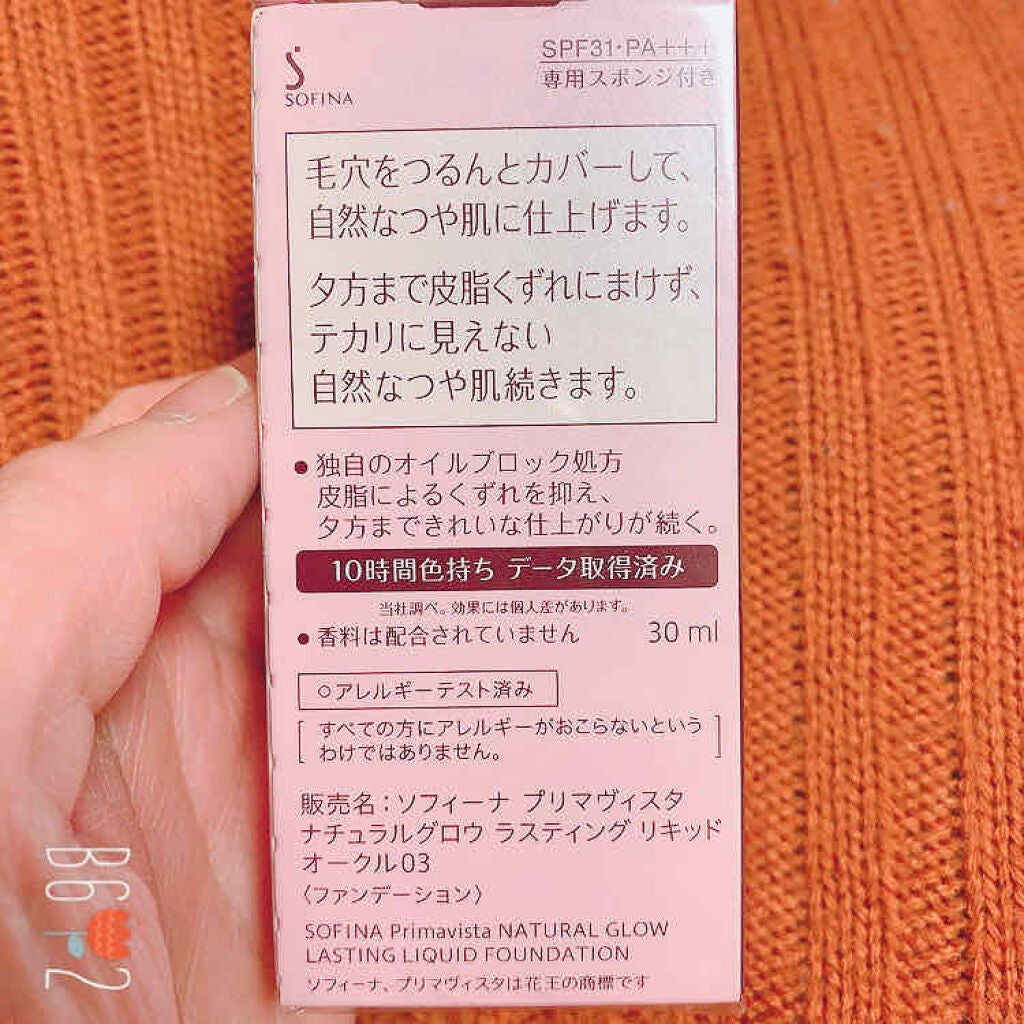 SOFINA
SPF31・PA+++
専用スポンジ付き
毛穴をつるんとカバーして、
自然なつや肌に仕上げます。
夕方まで皮脂くずれにまけず、
テカリに見えない
自然なつや肌続きます。
●独自のオイルブロック処方
皮脂によるくずれを抑え、
夕方まできれいな仕上がりが続く。
10時間色持ち データ取得済み
当社調べ。効果には個人差があります。
●香料は配合されていません 30 ml
○アレルギーテスト済み
[すべての方にアレルギーがおこらないという
わけではありません。]
販売名：ソフィーナ プリマヴィスタ
ナチュラルグロウ ラスティング リキッド
オークル03
〈ファンデーション〉
SOFINA Primavista NATURAL GLOW
LASTING LIQUID FOUNDATION
ソフィーナ、プリマヴィスタは花王の商標です
B612